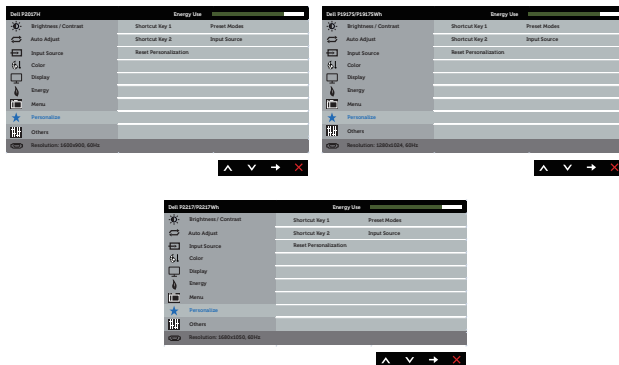 Dell P2017H Energy Use
Brightness / Contrast Shortcut Key 1 Preset Modes
Auto Adjust Shortcut Key 2 Input Source
Input Source Reset Personalization
Color
Display
Energy
Menu
Personalize
Others
Resolution: 1600x900, 60Hz
Dell P1917S/P1917SWh Energy Use
Brightness / Contrast Shortcut Key 1 Preset Modes
Auto Adjust Shortcut Key 2 Input Source
Input Source Reset Personalization
Color
Display
Energy
Menu
Personalize
Others
Resolution: 1280x1024, 60Hz
Dell P2217/P2217Wh Energy Use
Brightness / Contrast Shortcut Key 1 Preset Modes
Auto Adjust Shortcut Key 2 Input Source
Input Source Reset Personalization
Color
Display
Energy
Menu
Personalize
Others
Resolution: 1680x1050, 60Hz